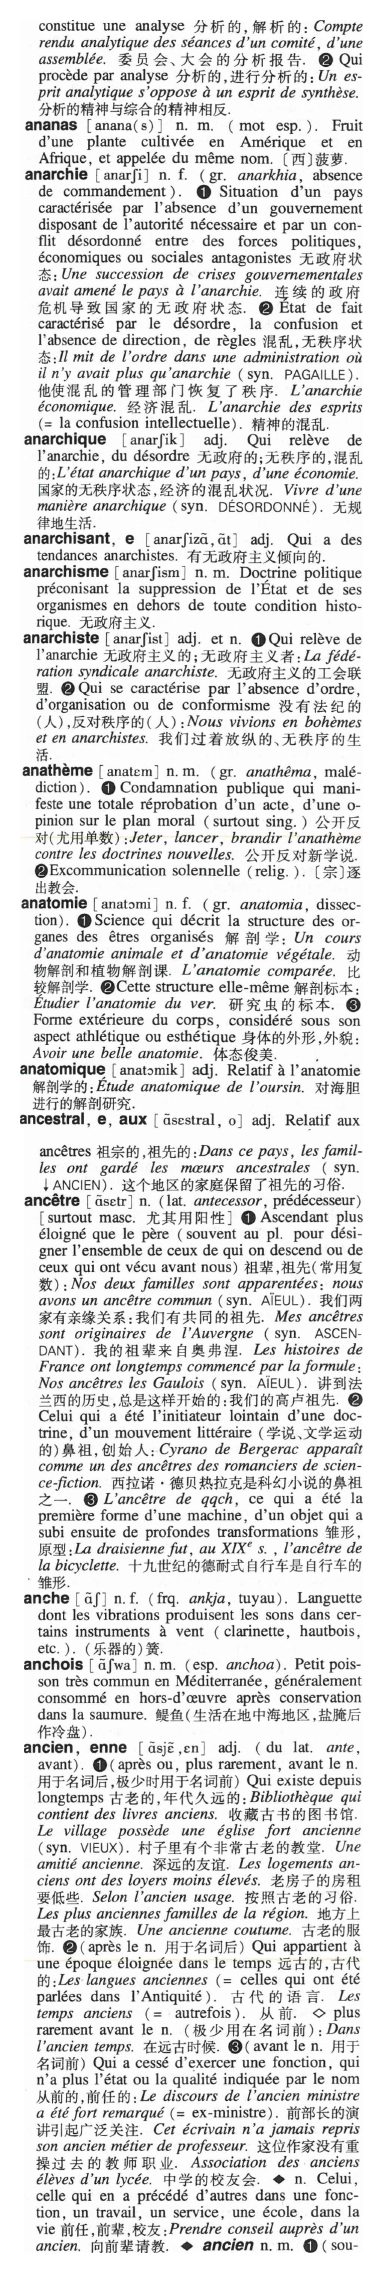 constitue une analyse 分析的,解析的: Compte
rendu analytique des séances d'un comité, d'une
assemblée. 委员会、大会的分析报告. ❷ Qui
procède par analyse 分析的,进行分析的: Un es-
prit analytique s'oppose à un esprit de synthèse.
分析的精神与综合的精神相反.
ananas [anana(s)] n. m. (mot esp.). Fruit
d'une plante cultivée en Amérique et en
Afrique, et appelée du même nom. [西]菠萝.
anarchie [anarʃi] n. f. (gr. anarkhia, absence
de commandement). ❶ Situation d'un pays
caractérisée par l'absence d'un gouvernement
disposant de l'autorité nécessaire et par un con-
flit désordonné entre des forces politiques,
économiques ou sociales antagonistes 无政府状
态: Une succession de crises gouvernementales
avait amené le pays à l'anarchie. 连续的政府
危机导致国家的无政府状态. ❷ État de fait
caractérisé par le désordre, la confusion et
l'absence de direction, de règles 混乱,无秩序状
态: Il mit de l'ordre dans une administration où
il n'y avait plus qu'anarchie (syn. PAGAILLE).
他使混乱的管理部门恢复了秩序. L'anarchie
économique. 经济混乱. L'anarchie des esprits
(= la confusion intellectuelle). 精神的混乱.
anarchique [anarʃik] adj. Qui relève de
l'anarchie, du désordre 无政府的;无秩序的,混乱
的: L'état anarchique d'un pays, d'une économie.
国家的无秩序状态,经济的混乱状况. Vivre d'une
manière anarchique (syn. DÉSORDONNÉ). 无规
律地生活.
anarchisant, e [anarʃizɑ̃, ɑ̃t] adj. Qui a des
tendances anarchistes. 有无政府主义倾向的.
anarchisme [anarʃism] n. m. Doctrine politique
préconisant la suppression de l'État et de ses
organismes en dehors de toute condition histo-
rique. 无政府主义.
anarchiste [anarʃist] adj. et n. ❶ Qui relève de
l'anarchie 无政府主义的;无政府主义者: La fédé-
ration syndicale anarchiste. 无政府主义的工会联
盟. ❷ Qui se caractérise par l'absence d'ordre,
d'organisation ou de conformisme 没有法纪的
(人),反对秩序的(人): Nous vivions en bohèmes
et en anarchistes. 我们过着放纵的、无秩序的生
活.
anathème [anatɛm] n. m. (gr. anathêma, malé-
diction). ❶ Condamnation publique qui mani-
feste une totale réprobation d'un acte, d'une o-
pinion sur le plan moral (surtout sing.) 公开反
对(尤用单数): Jeter, lancer, brandir l'anathème
contre les doctrines nouvelles. 公开反对新学说.
❷ Excommunication solennelle (relig.). [宗]逐
出教会.
anatomie [anatɔmi] n. f. (gr. anatomia, dissec-
tion). ❶ Science qui décrit la structure des or-
ganes des êtres organisés 解剖学: Un cours
d'anatomie animale et d'anatomie végétale. 动
物解剖和植物解剖课. L'anatomie comparée. 比
较解剖学. ❷ Cette structure elle-même 解剖标本:
Étudier l'anatomie du ver. 研究虫的标本. ❸
Forme extérieure du corps, considéré sous son
aspect athlétique ou esthétique 身体的外形,外貌:
Avoir une belle anatomie. 体态俊美.
anatomique [anatɔmik] adj. Relatif à l'anatomie
解剖学的: Étude anatomique de l'oursin. 对海胆
进行的解剖研究.
ancestral, e, aux [ɑ̃sɛstral, o] adj. Relatif aux
ancêtres 祖宗的,祖先的: Dans ce pays, les famil-
les ont gardé les mœurs ancestrales (syn.
↓ANCIEN). 这个地区的家庭保留了祖先的习俗.
ancêtre [ɑ̃sɛtr] n. (lat. antecessor, prédécesseur)
[surtout masc. 尤其用阳性] ❶ Ascendant plus
éloigné que le père (souvent au pl. pour dési-
gner l'ensemble de ceux de qui on descend ou de
ceux qui ont vécu avant nous) 祖辈,祖先(常用复
数): Nos deux familles sont apparentées: nous
avons un ancêtre commun (syn. AÏEUL). 我们两
家有亲缘关系:我们有共同的祖先. Mes ancêtres
sont originaires de l'Auvergne (syn. ASCEN-
DANT). 我的祖辈来自奥弗涅. Les histoires de
France ont longtemps commencé par la formule:
Nos ancêtres les Gaulois (syn. AÏEUL). 讲到法
兰西的历史,总是这样开始的:我们的高卢祖先. ❷
Celui qui a été l'initiateur lointain d'une doc-
trine, d'un mouvement littéraire (学说、文学运动
的)鼻祖,创始人: Cyrano de Bergerac apparaît
comme un des ancêtres des romanciers de scien-
ce-fiction. 西拉诺·德贝热拉克是科幻小说的鼻祖
之一. ❸ L'ancêtre de qqch, ce qui a été la
première forme d'une machine, d'un objet qui a
subi ensuite de profondes transformations 雏形,
原型: La draisienne fut, au XIXe s., l'ancêtre de
la bicyclette. 十九世纪的德耐式自行车是自行车的
雏形.
anche [ɑ̃ʃ] n. f. (frq. ankja, tuyau). Languette
dont les vibrations produisent les sons dans cer-
tains instruments à vent (clarinette, hautbois,
etc.). (乐器的)簧.
anchois [ɑ̃ʃwa] n. m. (esp. anchoa). Petit pois-
son très commun en Méditerranée, généralement
consommé en hors-d'œuvre après conservation
dans la saumure. 鳀鱼(生活在地中海地区,盐腌后
作冷盘).
ancien, enne [ɑ̃sjɛ̃, ɛn] adj. (du lat. ante,
avant). ❶ (après ou, plus rarement, avant le n.
用于名词后,极少时用于名词前) Qui existe depuis
longtemps 古老的,年代久远的: Bibliothèque qui
contient des livres anciens. 收藏古书的图书馆.
Le village possède une église fort ancienne
(syn. VIEUX). 村子里有个非常古老的教堂. Une
amitié ancienne. 深远的友谊. Les logements an-
ciens ont des loyers moins élevés. 老房子的房租
要低些. Selon l'ancien usage. 按照古老的习俗.
Les plus anciennes familles de la région. 地方上
最古老的家族. Une ancienne coutume. 古老的服
饰. ❷ (après le n. 用于名词后) Qui appartient à
une époque éloignée dans le temps 远古的,古代
的: Les langues anciennes (= celles qui ont été
parlées dans l'Antiquité). 古代的语言. Les
temps anciens (= autrefois). 从前. ◇ plus
rarement avant le n. (极少用在名词前): Dans
l'ancien temps. 在远古时候. ❸ (avant le n. 用于
名词前) Qui a cessé d'exercer une fonction, qui
n'a plus l'état ou la qualité indiquée par le nom
从前的,前任的: Le discours de l'ancien ministre
a été fort remarqué (= ex-ministre). 前部长的演
讲引起广泛关注. Cet écrivain n'a jamais repris
son ancien métier de professeur. 这位作家没有重
操过去的教师职业. Association des anciens
élèves d'un lycée. 中学的校友会. ◆ n. Celui,
celle qui en a précédé d'autres dans une fonc-
tion, un travail, un service, une école, dans la
vie 前任,前辈,校友: Prendre conseil auprès d'un
ancien. 向前辈请教. ◆ ancien n. m. ❶ (sou-